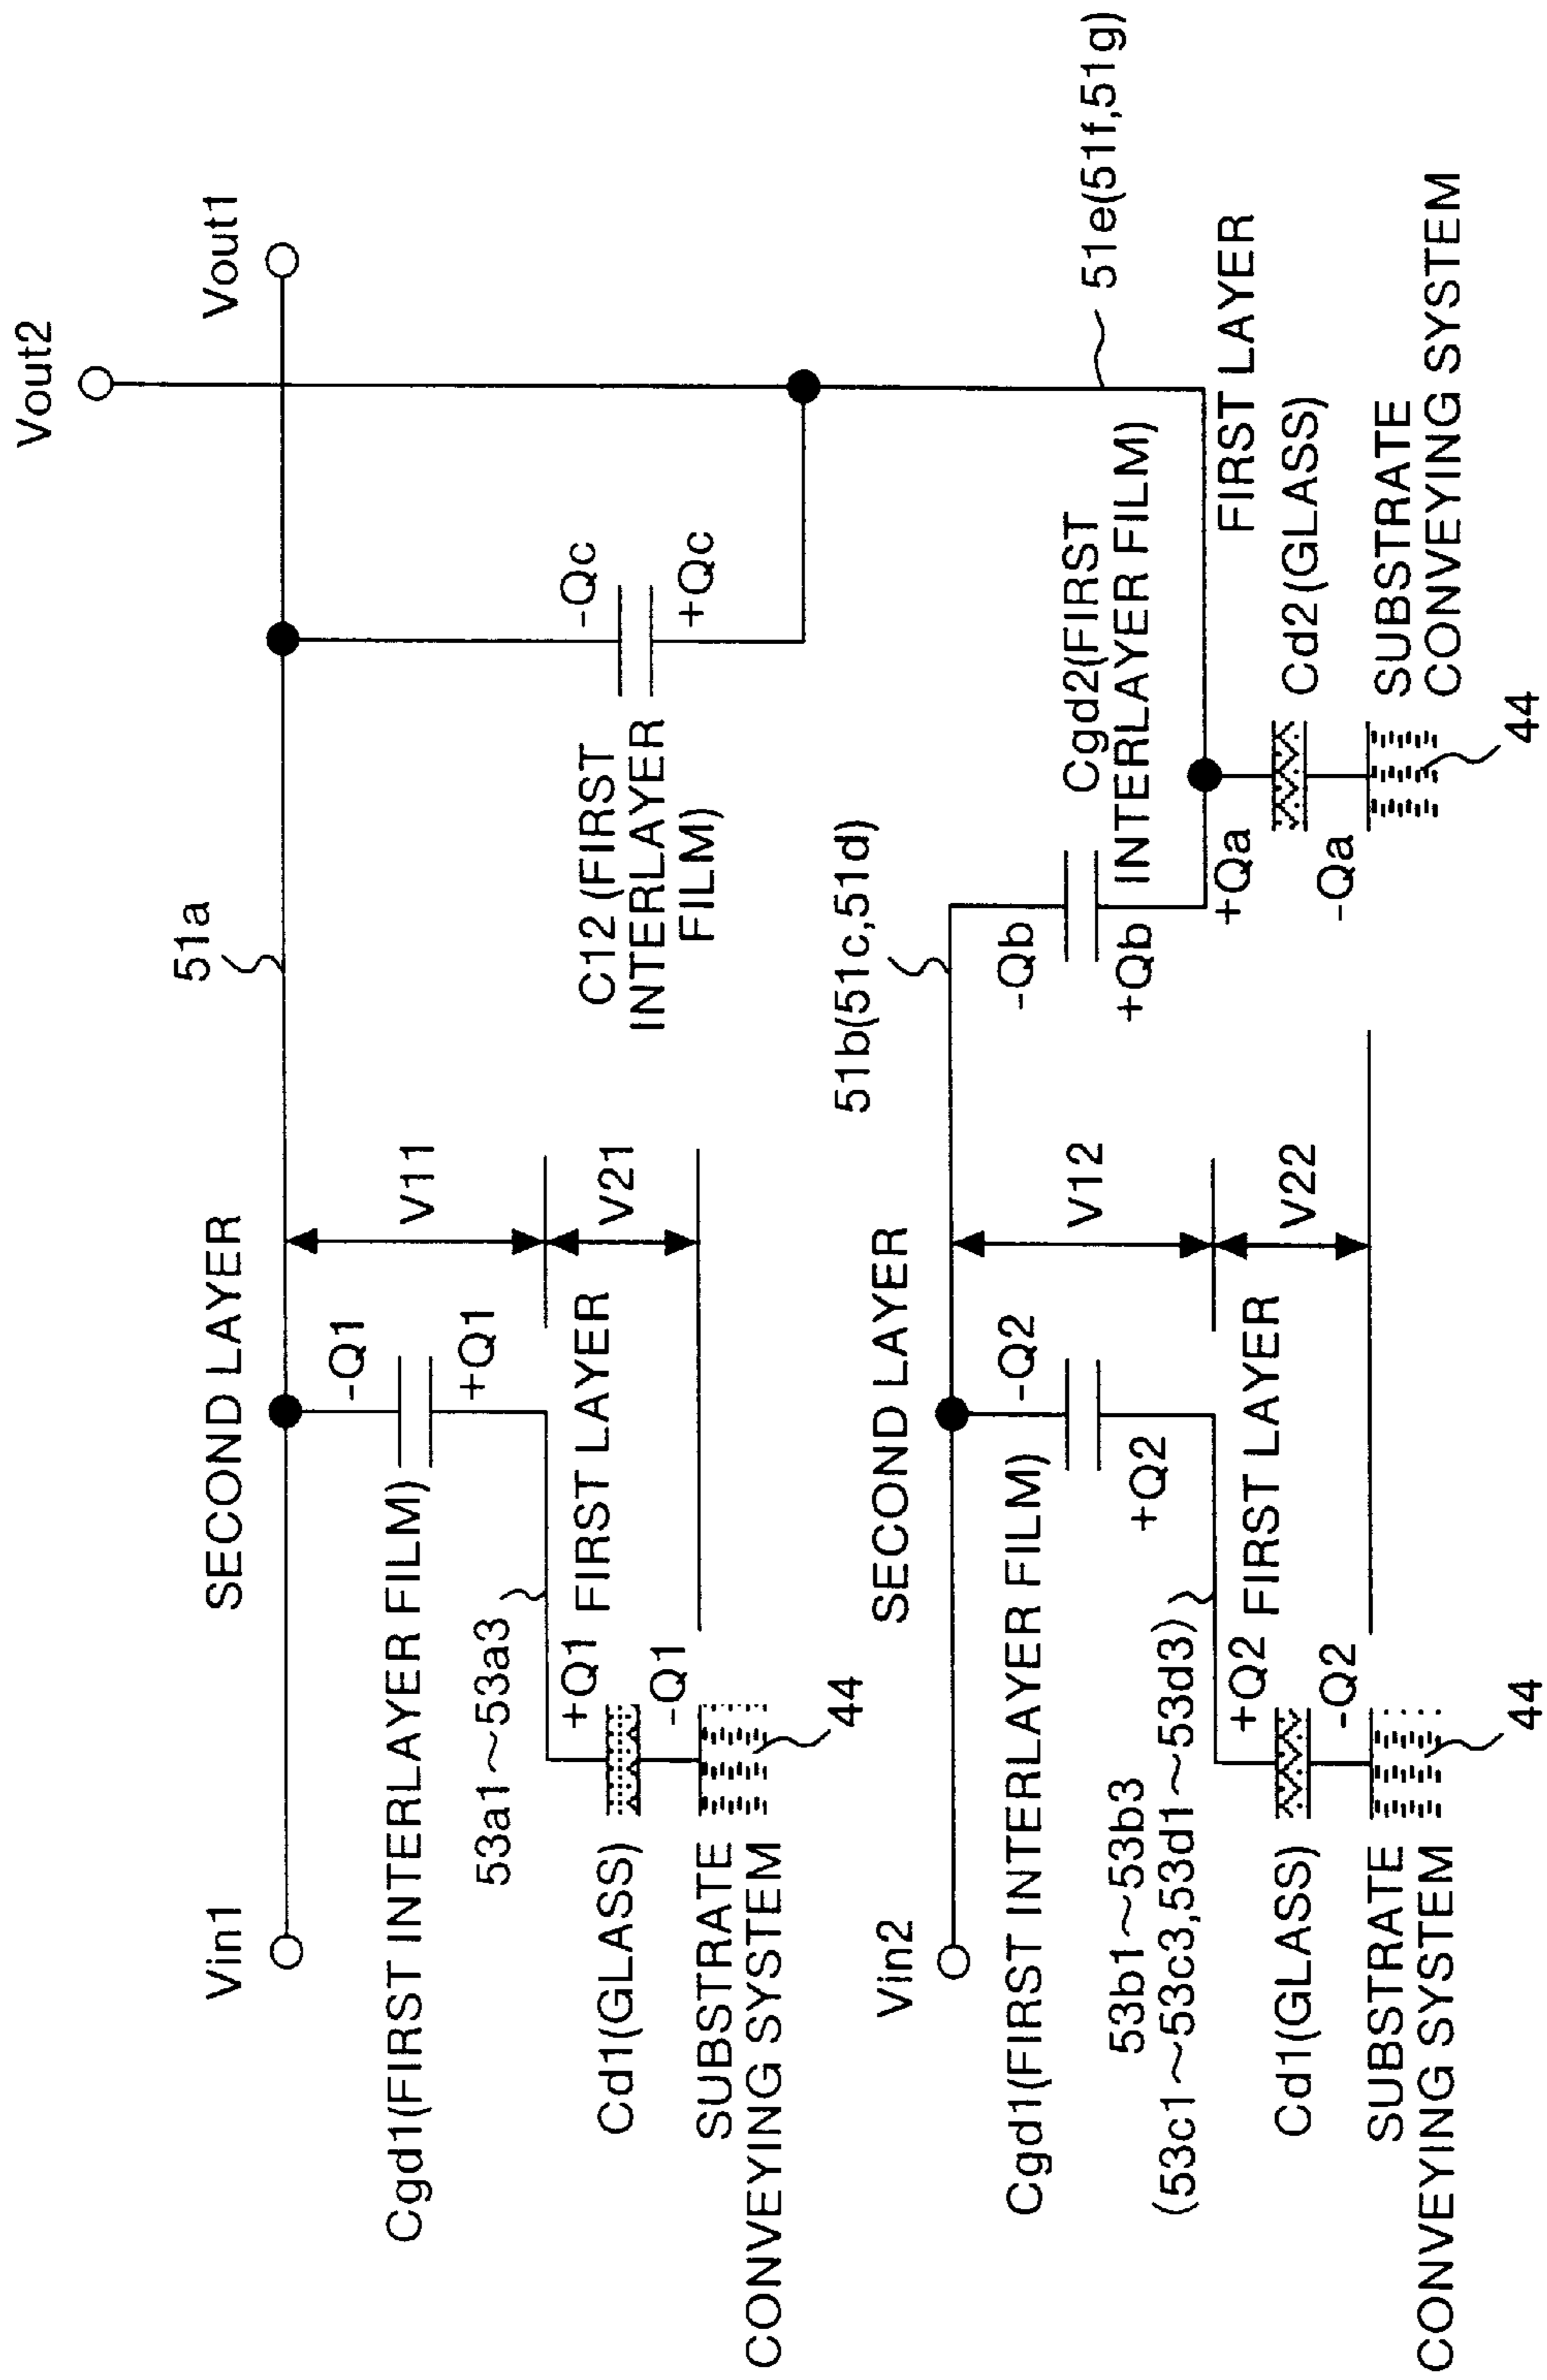 Vout2
Vout1
Vin1
SECOND LAYER
51a
-Q1
+Q1
V11
V21
Cgd1(FIRST INTERLAYER FILM)
53a1~53a3
FIRST LAYER
+Q1
-Q1
Cd1(GLASS)
SUBSTRATE
CONVEYING SYSTEM
44
C12 (FIRST
INTERLAYER
FILM)
-Qc
+Qc
51e(51f,51g)
Vin2
SECOND LAYER
51b(51c,51d)
-Q2
+Q2
V12
V22
Cgd1(FIRST INTERLAYER FILM)
53b1~53b3
(53c1~53c3,53d1~53d3)
FIRST LAYER
+Q2
-Q2
Cd1(GLASS)
SUBSTRATE
CONVEYING SYSTEM
44
-Qb
+Qb
Cgd2(FIRST
INTERLAYER FILM)
FIRST LAYER
+Qa
-Qa
Cd2(GLASS)
SUBSTRATE
CONVEYING SYSTEM
44